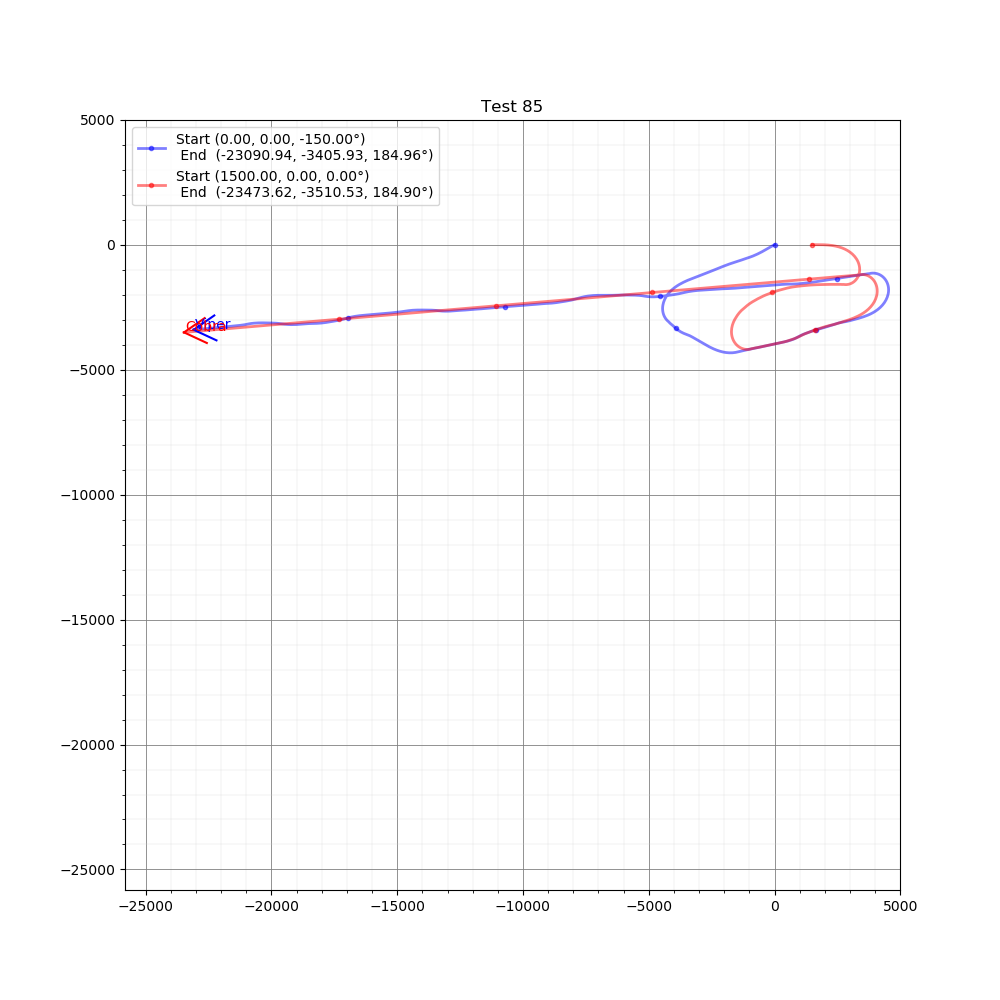 Test 85
Start (0.00, 0.00, -150.00°)
End (-23090.94, -3405.93, 184.96°)
Start (1500.00, 0.00, 0.00°)
End (-23473.62, -3510.53, 184.90°)
5000
0
−5000
−10000
−15000
−20000
−25000
−25000 −20000 −15000 −10000 −5000 0 5000